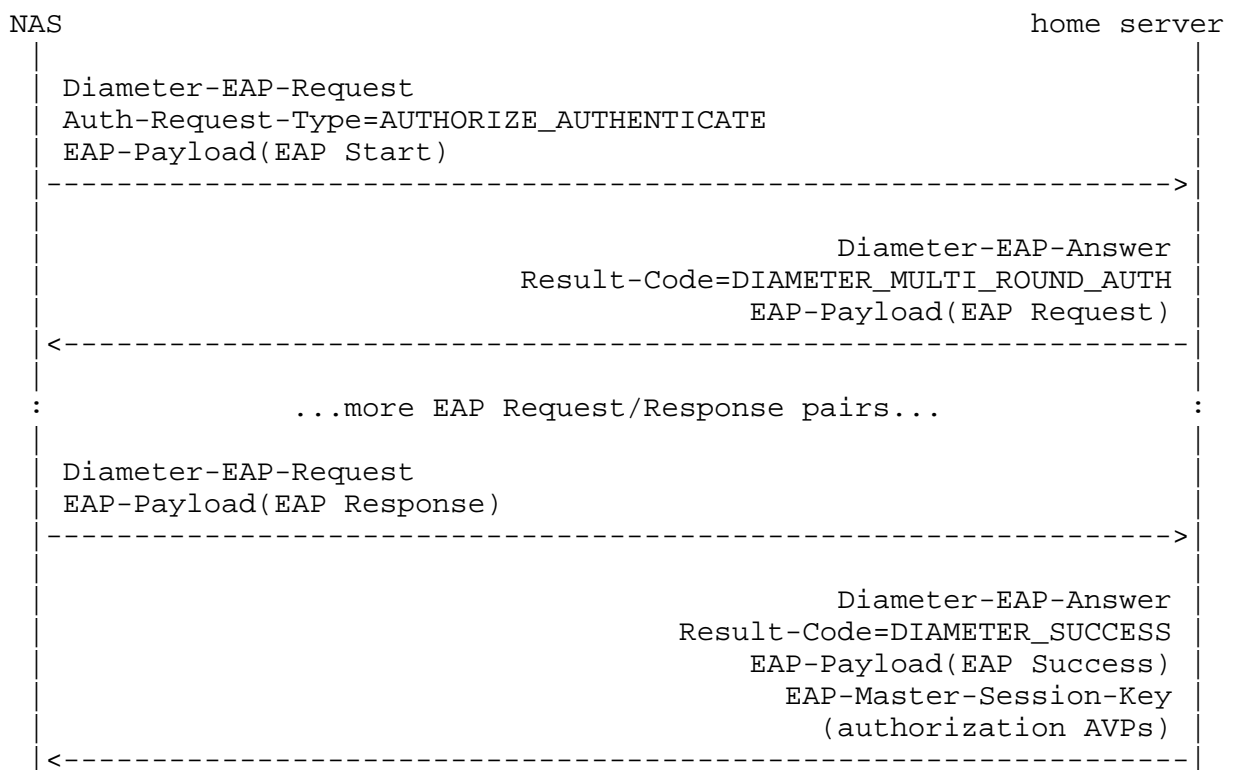 NAS home server
Diameter-EAP-Request
Auth-Request-Type=AUTHORIZE_AUTHENTICATE
EAP-Payload(EAP Start)
Diameter-EAP-Answer
Result-Code=DIAMETER_MULTI_ROUND_AUTH
EAP-Payload(EAP Request)
...more EAP Request/Response pairs...
Diameter-EAP-Request
EAP-Payload(EAP Response)
Diameter-EAP-Answer
Result-Code=DIAMETER_SUCCESS
EAP-Payload(EAP Success)
EAP-Master-Session-Key
(authorization AVPs)